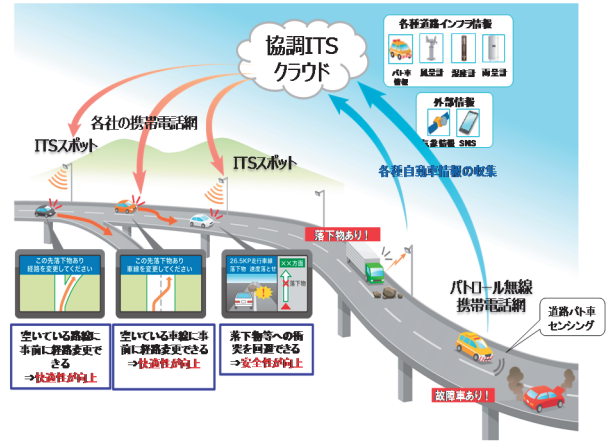 各種道路インフラ情報
協調ITS
クラウド
パト車
情報
風量計
湿度計
雨量計
外部情報
気象情報 SNS
各社の携帯電話網
ITSスポット
ITSスポット
各種自動車情報の収集
落下物あり！
この先落下物あり
経路を変更してください
この先落下物あり
車線を変更してください
26.5KP走行車線
落下物 速度落とせ
××方面
落下物
パトロール無線
携帯電話網
道路パト車
センシング
空いている路線に
事前に経路変更で
きる
⇒快適性が向上
空いている車線に事
前に経路変更できる
⇒快適性が向上
落下物等への衝
突を回避できる
⇒安全性が向上
故障車あり！